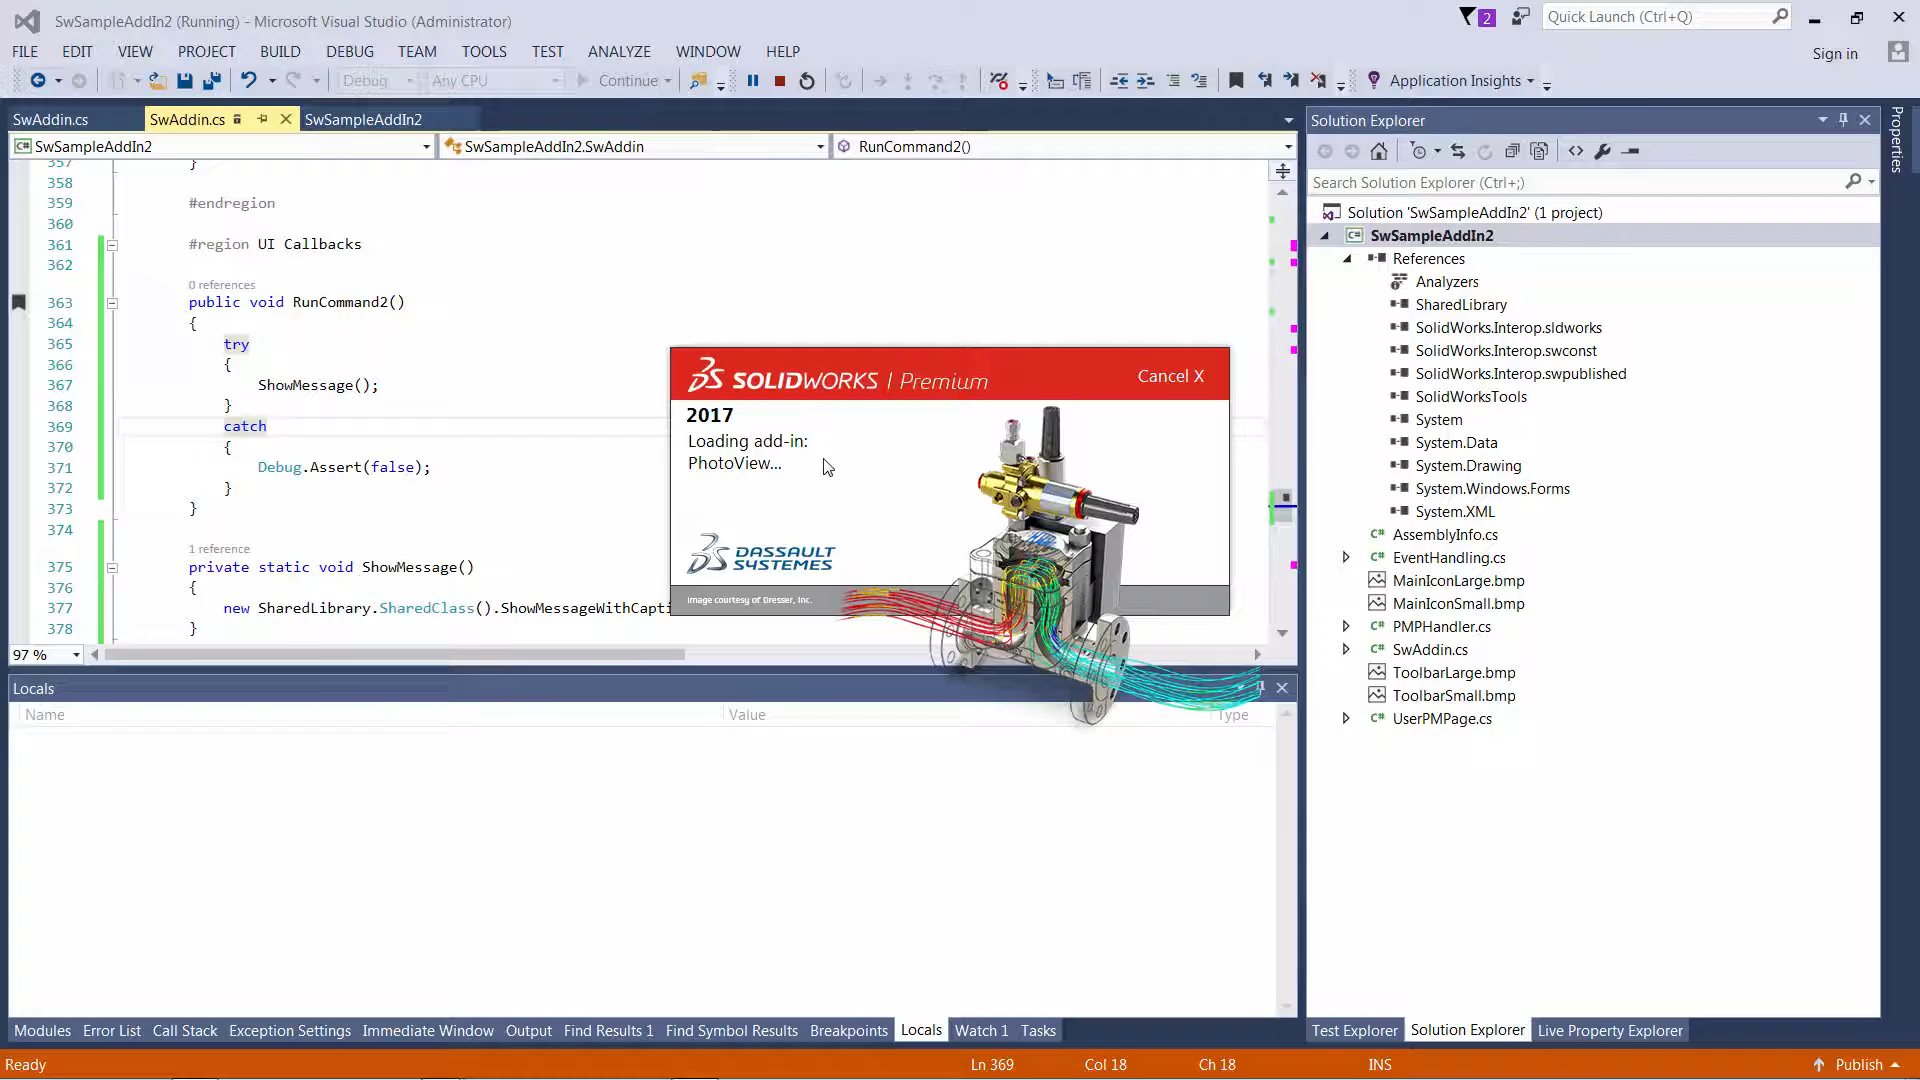 SwSampleAddIn2 (Running) - Microsoft Visual Studio (Administrator)
2
Quick Launch (Ctrl+Q)
FILE EDIT VIEW PROJECT BUILD DEBUG TEAM TOOLS TEST ANALYZE WINDOW HELP
Sign in
Debug Any CPU Continue Application Insights
SwAddin.cs SwAddin.cs SwSampleAddIn2
SwSampleAddIn2 SwSampleAddIn2.SwAddin RunCommand2()
357 }
358
359 #endregion
360
361 #region UI Callbacks
362
0 references
363 public void RunCommand2()
364 {
365 try
366 {
367 ShowMessage();
368 }
369 catch
370 {
371 Debug.Assert(false);
372 }
373 }
374
1 reference
375 private static void ShowMessage()
376 {
377 new SharedLibrary.SharedClass().ShowMessageWithCapti
378 }
97 %
SOLIDWORKS | Premium
Cancel X
2017
Loading add-in:
PhotoView...
DASSAULT
SYSTEMES
Image courtesy of Dresser, Inc.
Locals
Name Value Type
Modules Error List Call Stack Exception Settings Immediate Window Output Find Results 1 Find Symbol Results Breakpoints Locals Watch 1 Tasks
Solution Explorer
Search Solution Explorer (Ctrl+;)
Solution 'SwSampleAddIn2' (1 project)
C# SwSampleAddIn2
References
Analyzers
SharedLibrary
SolidWorks.Interop.sldworks
SolidWorks.Interop.swconst
SolidWorks.Interop.swpublished
SolidWorksTools
System
System.Data
System.Drawing
System.Windows.Forms
System.XML
C# AssemblyInfo.cs
C# EventHandling.cs
MainIconLarge.bmp
MainIconSmall.bmp
C# PMPHandler.cs
C# SwAddin.cs
ToolbarLarge.bmp
ToolbarSmall.bmp
C# UserPMPage.cs
Test Explorer Solution Explorer Live Property Explorer
Properties
Ready Ln 369 Col 18 Ch 18 INS Publish